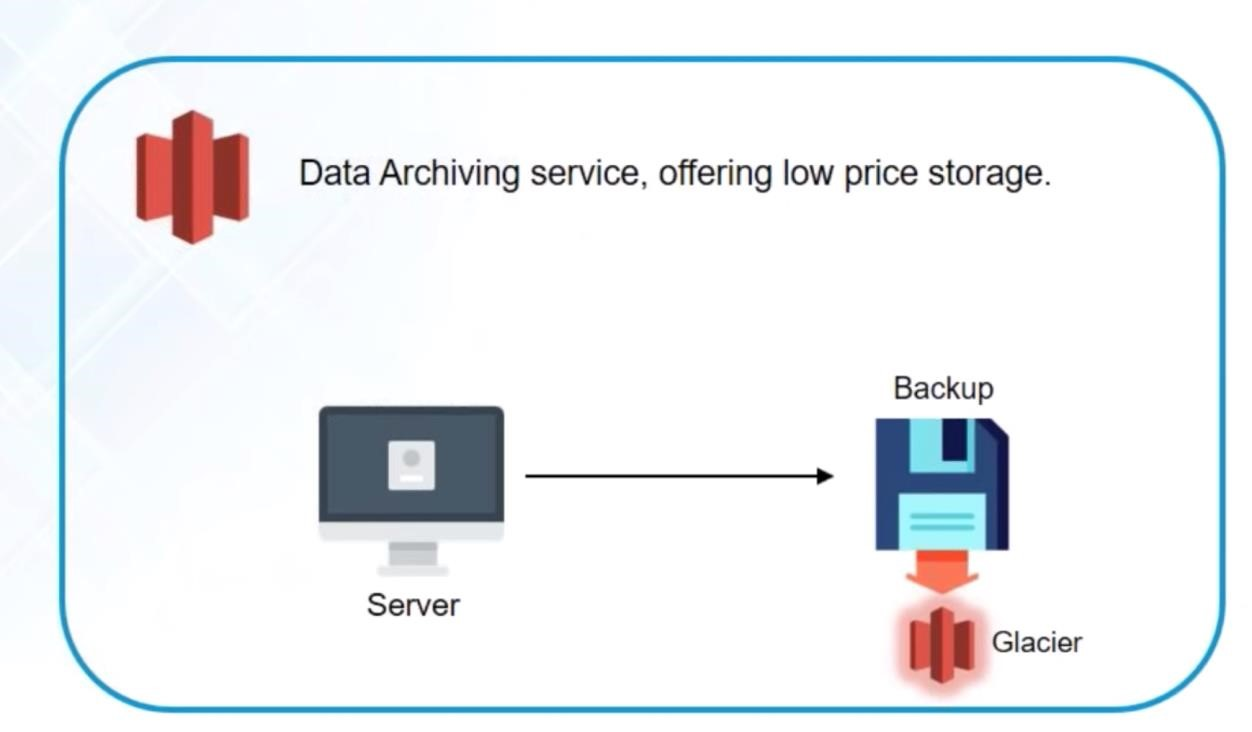 Data Archiving service, offering low price storage.
Backup
Server
Glacier